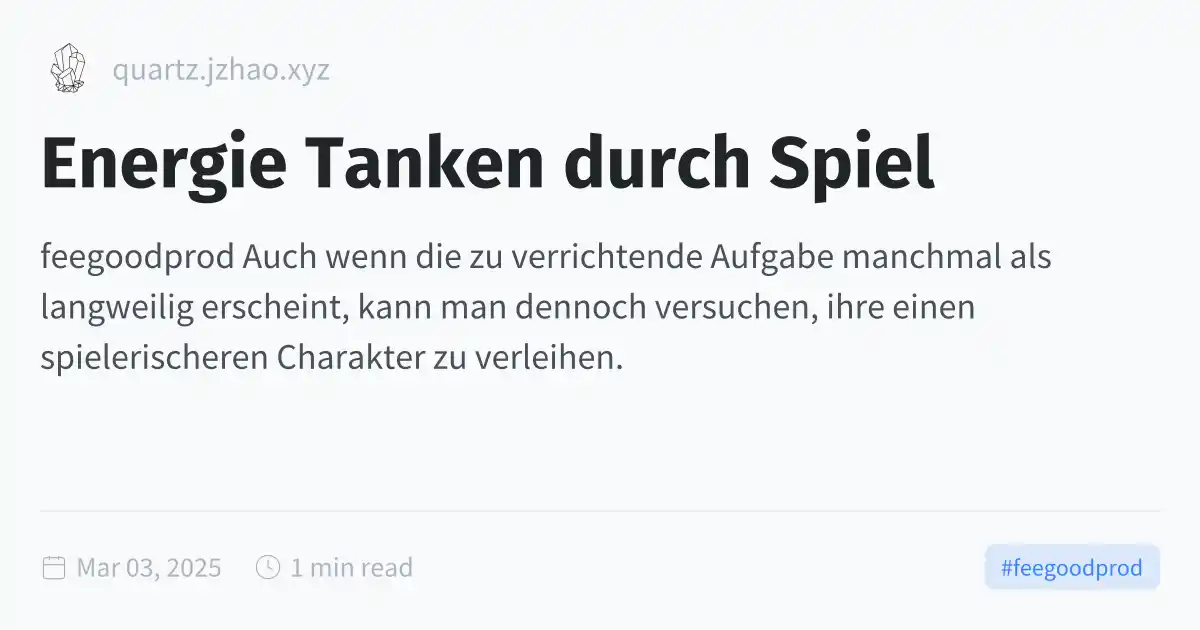 quartz.jzhao.xyz
Energie Tanken durch Spiel
feegoodprod Auch wenn die zu verrichtende Aufgabe manchmal als
langweilig erscheint, kann man dennoch versuchen, ihre einen
spielerischeren Charakter zu verleihen.
Mar 03, 2025 1 min read #feegoodprod